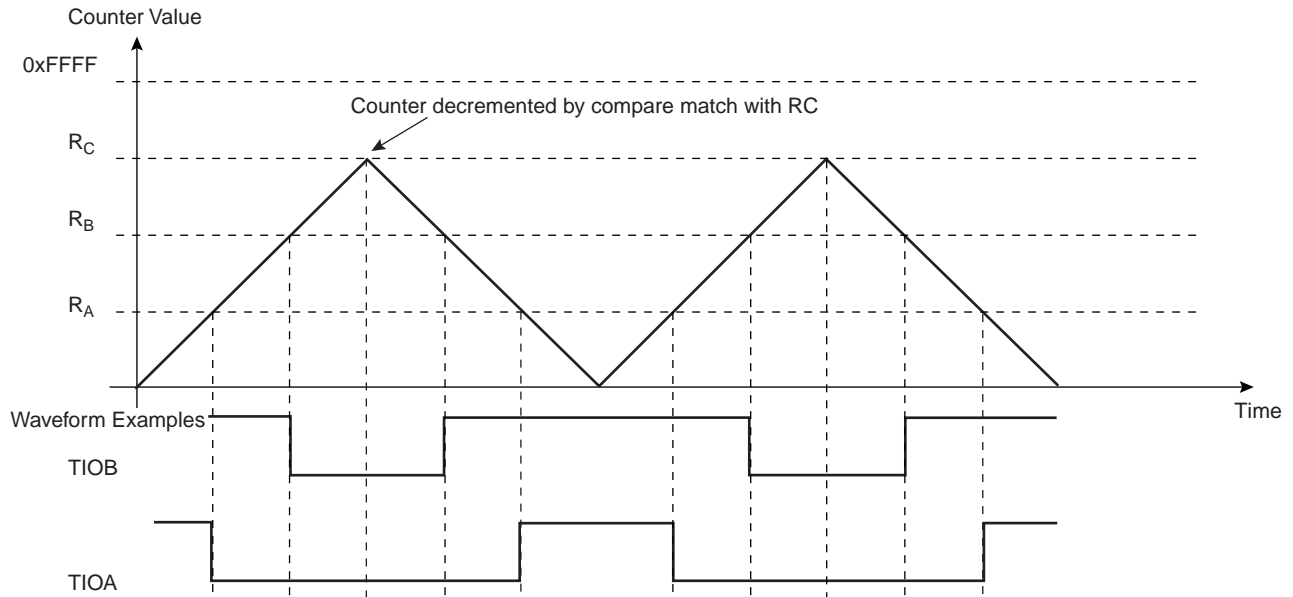 Counter Value
0xFFFF
Counter decremented by compare match with RC
RC
RB
RA
Time
Waveform Examples
TIOB
TIOA